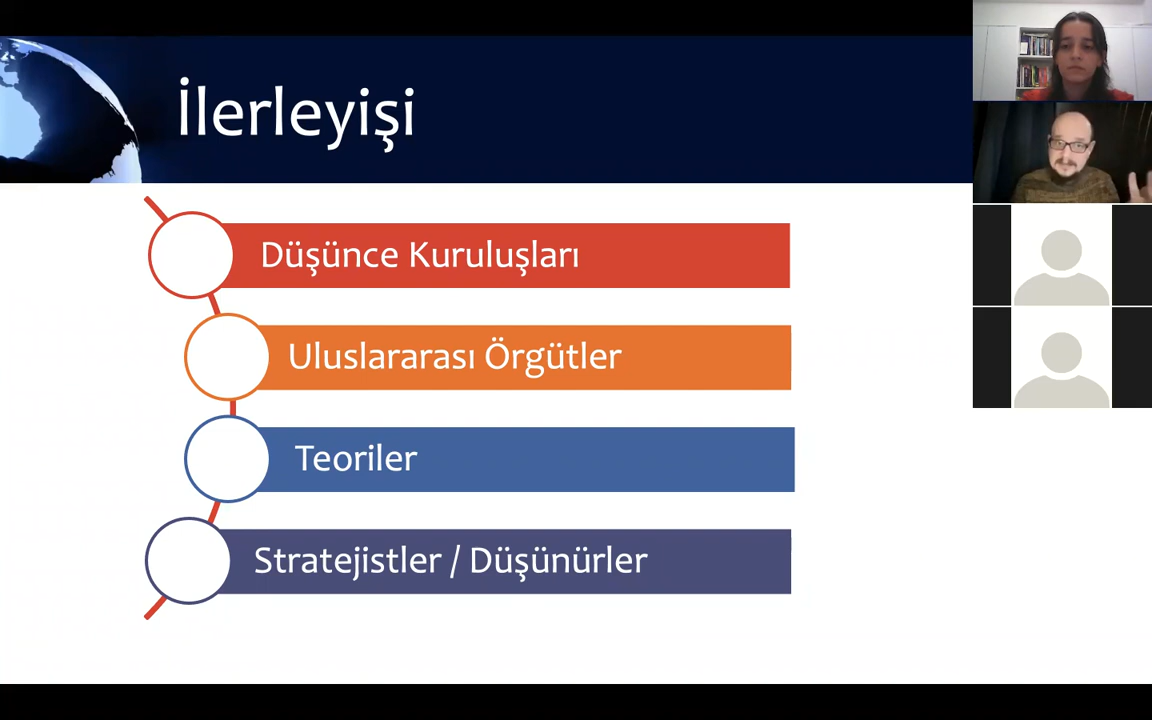 İlerleyişi
Düşünce Kuruluşları
Uluslararası Örgütler
Teoriler
Stratejistler / Düşünürler